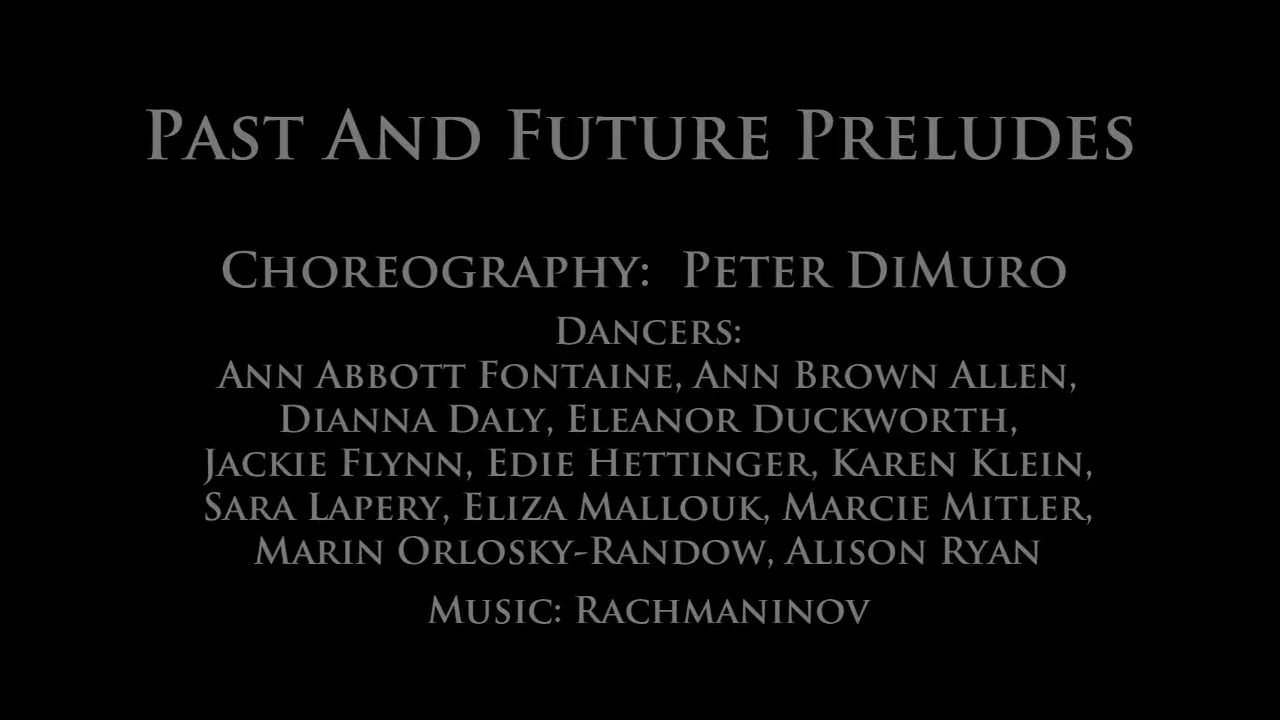 Past And Future Preludes
Choreography: Peter DiMuro
Dancers:
Ann Abbott Fontaine, Ann Brown Allen,
Dianna Daly, Eleanor Duckworth,
Jackie Flynn, Edie Hettinger, Karen Klein,
Sara Lapery, Eliza Mallouk, Marcie Mitler,
Marin Orlosky-Randow, Alison Ryan
Music: Rachmaninov